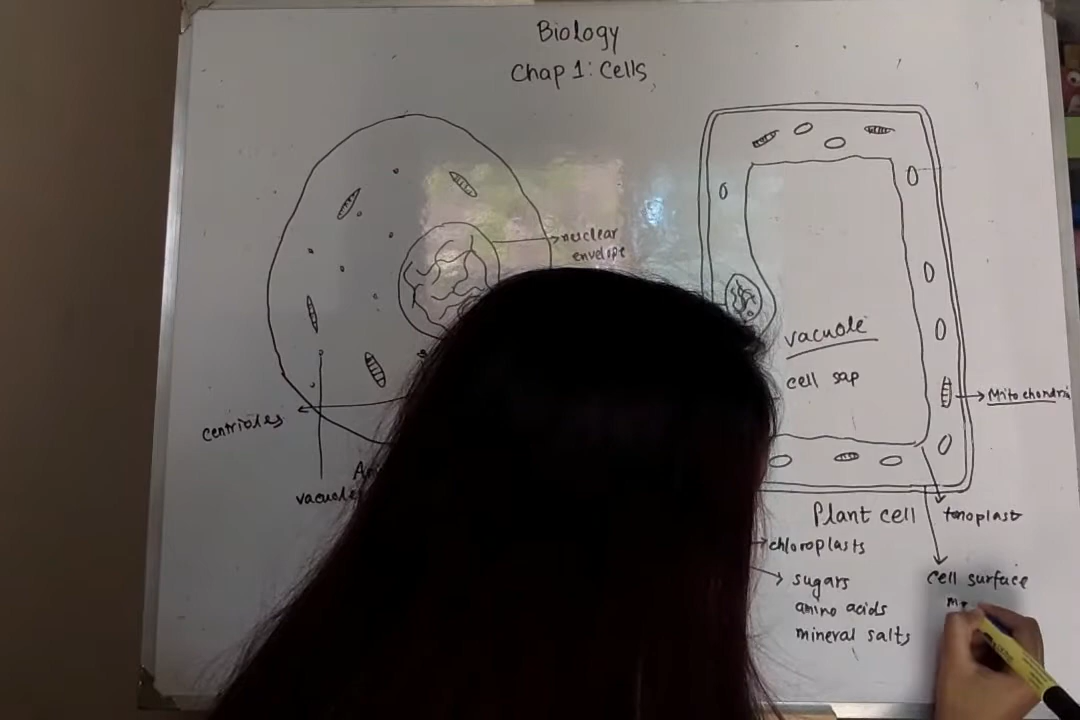 Biology
Chap 1: Cells
nuclear
envelope
vacuole
cell sap
Mitochondria
centrioles
vacuole
Plant cell
tonoplast
chloroplasts
sugars
amino acids
mineral salts
Cell surface